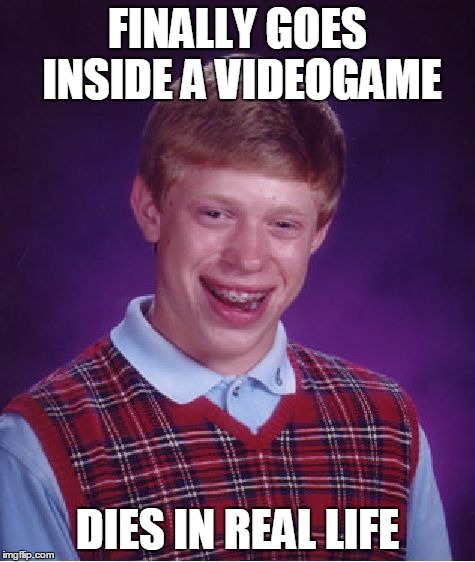 FINALLY GOES
INSIDE A VIDEOGAME
DIES IN REAL LIFE
imgflip.com